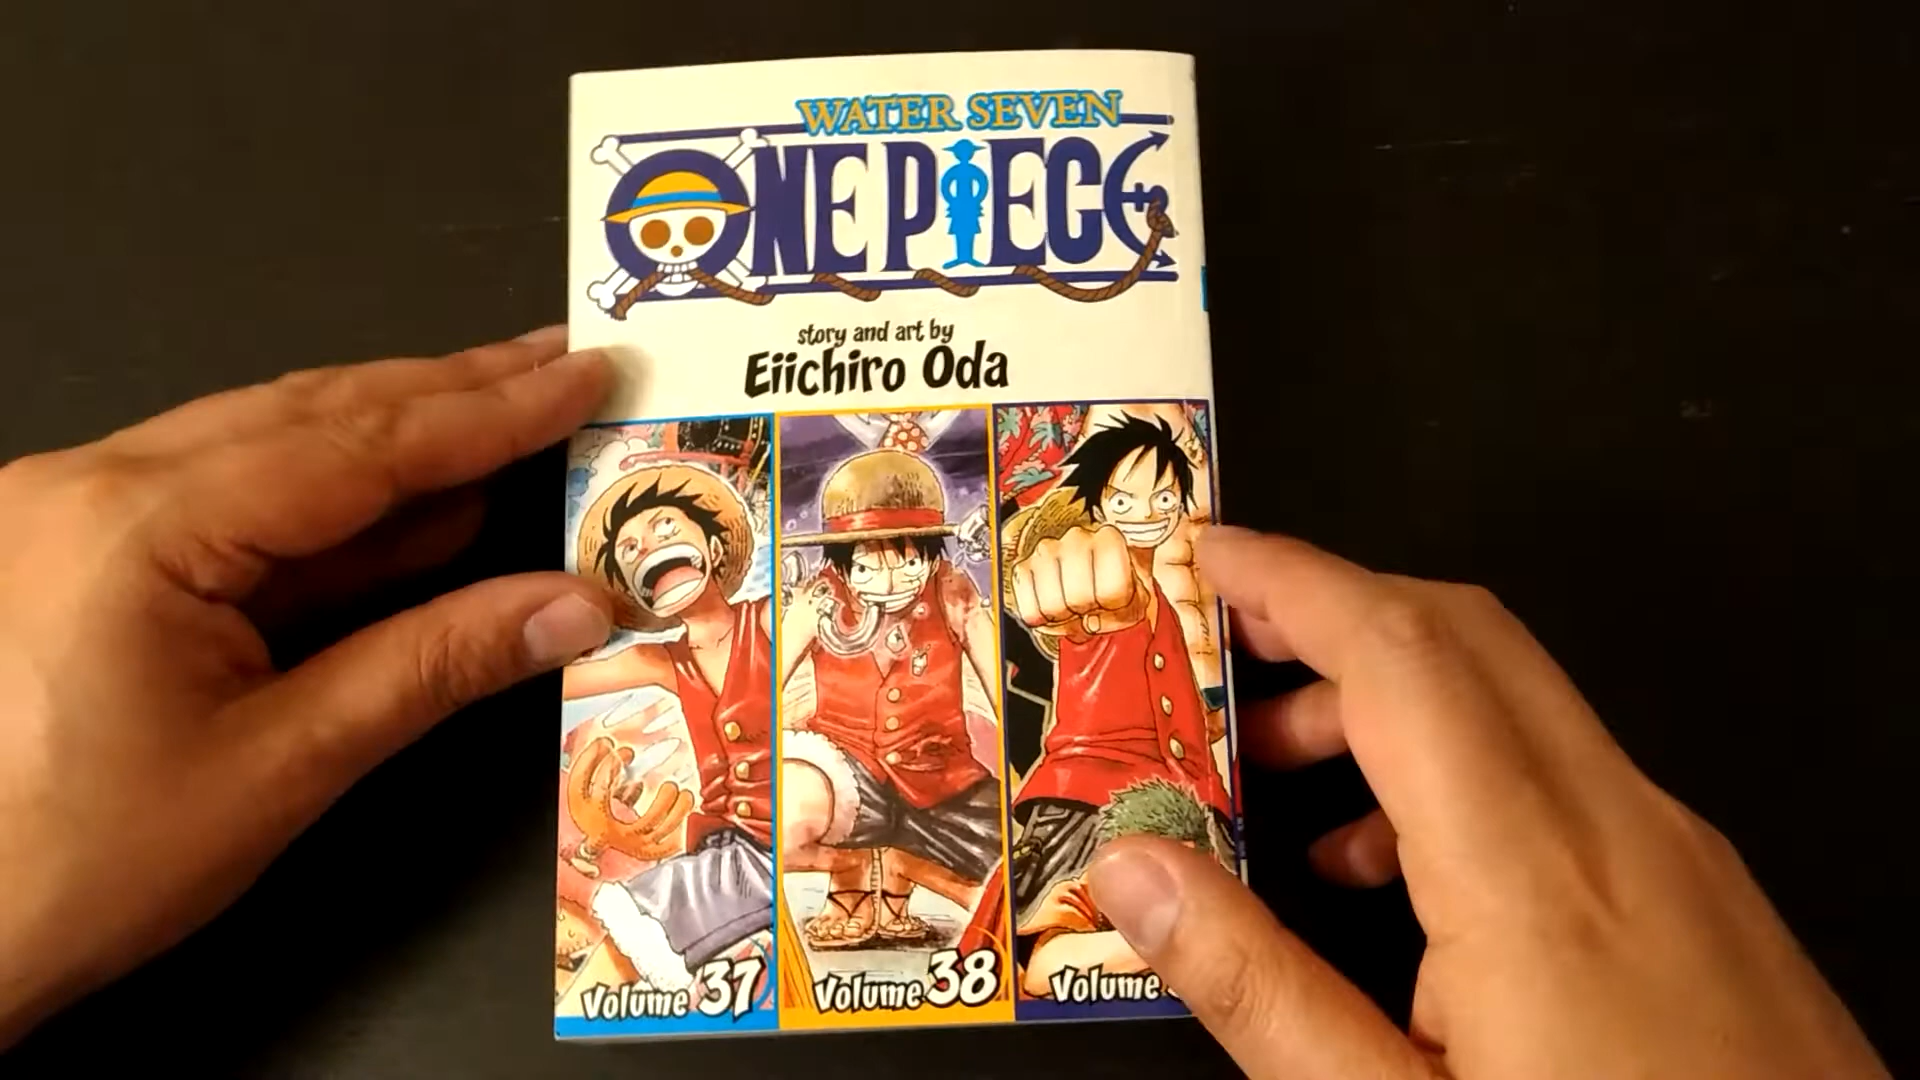 WATER SEVEN
ONE PIECE
story and art by
Eiichiro Oda
Volume 37
Volume 38
Volume